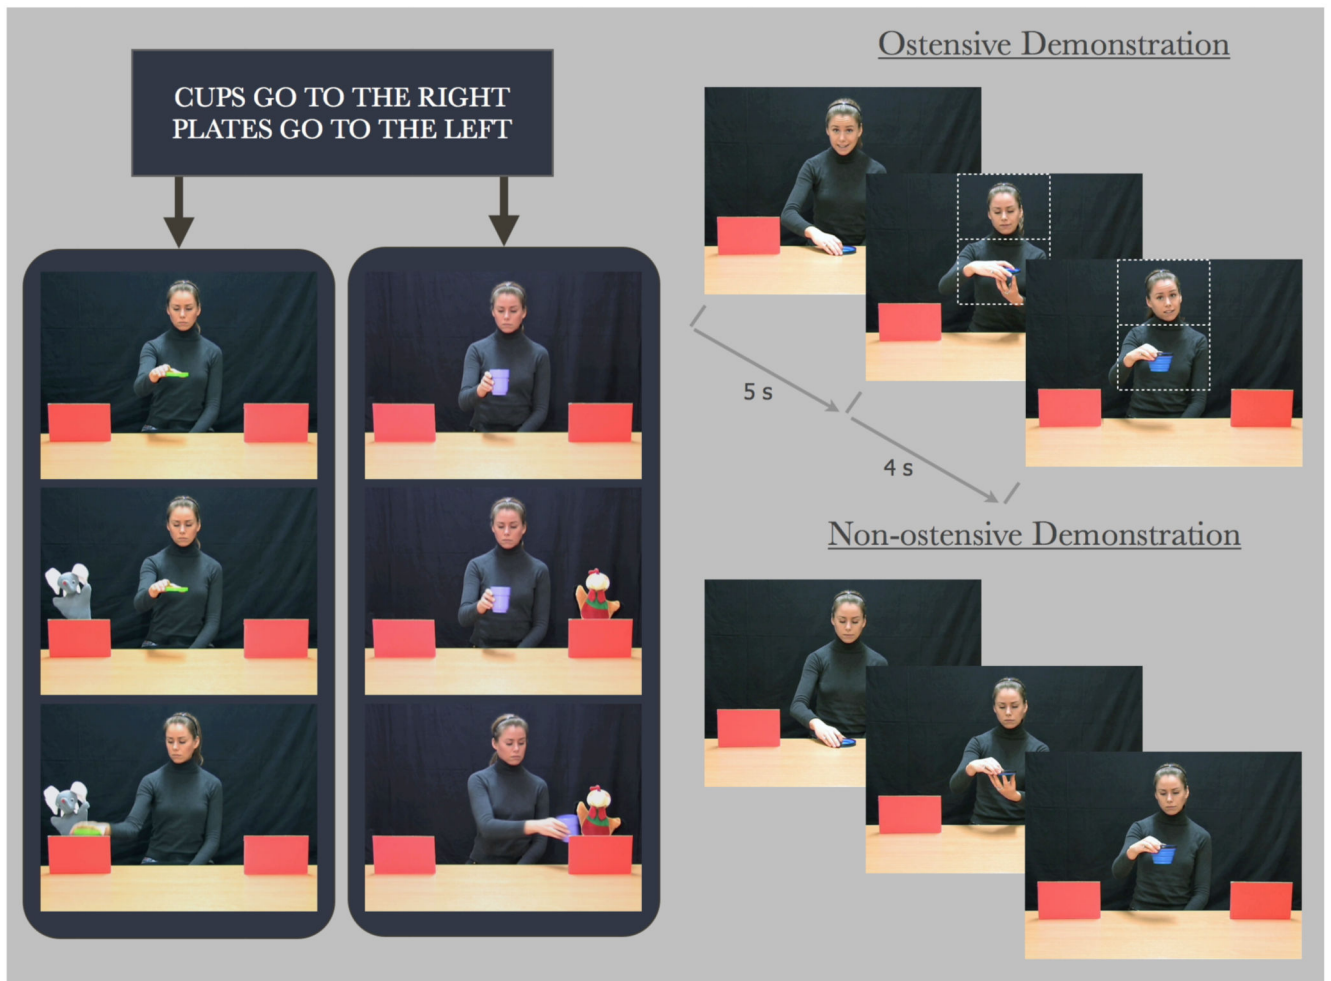 CUPS GO TO THE RIGHT
PLATES GO TO THE LEFT
Ostensive Demonstration
5 s
4 s
Non-ostensive Demonstration